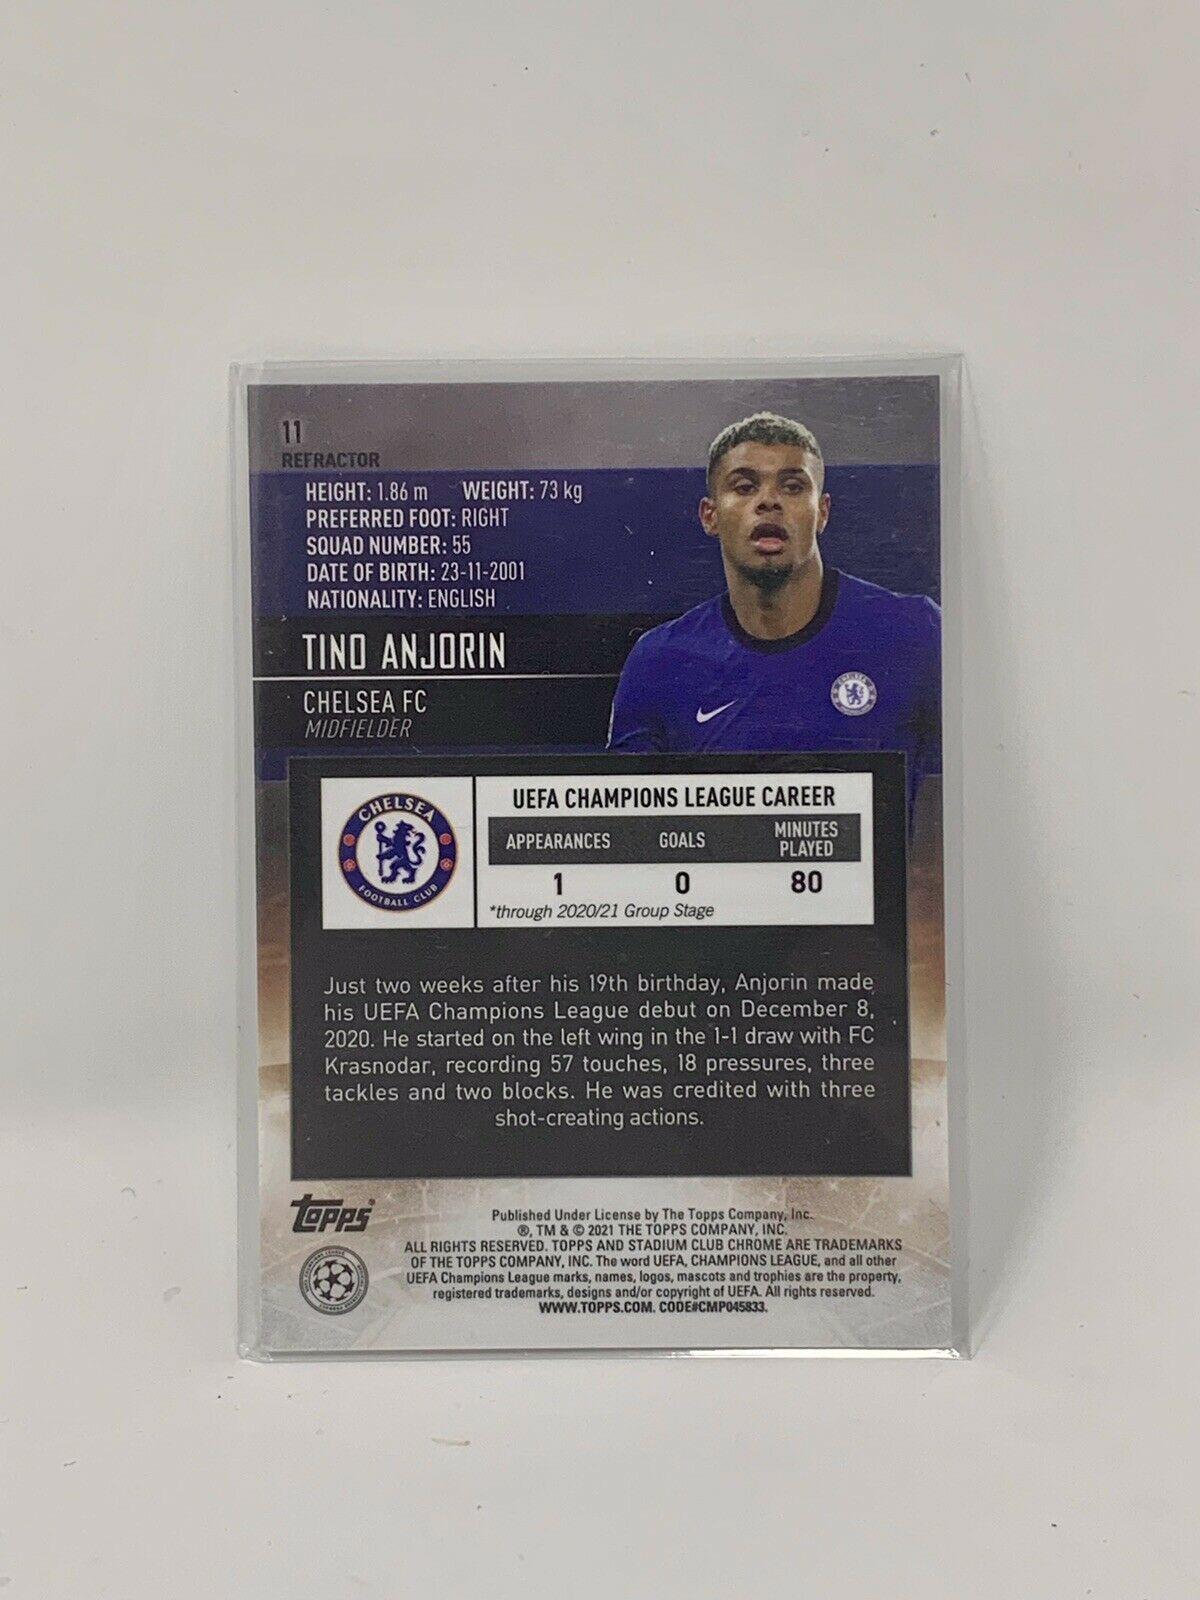 11
REFRACTOR
HEIGHT: 1.86 m WEIGHT: 73 kg
PREFERRED FOOT: RIGHT
SQUAD NUMBER: 55
DATE OF BIRTH: 23-11-2001
NATIONALITY: ENGLISH
TINO ANJORIN
CHELSEA FC
MIDFIELDER
CHELSEA
FOOTBALL CLUB
UEFA CHAMPIONS LEAGUE CAREER
APPEARANCES GOALS MINUTES PLAYED
1 0 80
*through 2020/21 Group Stage
Just two weeks after his 19th birthday, Anjorin made
his UEFA Champions League debut on December 8,
2020. He started on the left wing in the 1-1 draw with FC
Krasnodar, recording 57 touches, 18 pressures, three
tackles and two blocks. He was credited with three
shot-creating actions.
Topps
Published Under License by The Topps Company, Inc.
®, TM & © 2021 THE TOPPS COMPANY, INC.
ALL RIGHTS RESERVED. TOPPS AND STADIUM CLUB CHROME ARE TRADEMARKS
OF THE TOPPS COMPANY, INC. The word UEFA, CHAMPIONS LEAGUE, and all other
UEFA Champions League marks, names, logos, mascots and trophies are the property,
registered trademarks, designs and/or copyright of UEFA. All rights reserved.
WWW.TOPPS.COM. CODE#CMP045833.